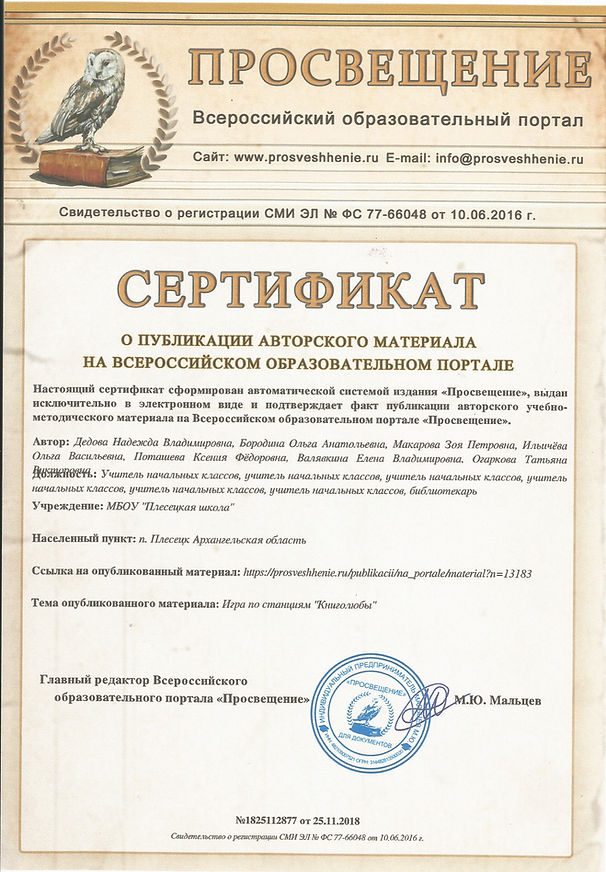 ПРОСВЕЩЕНИЕ
Всероссийский образовательный портал
Сайт: www.prosveshhenie.ru E-mail: info@prosveshhenie.ru
Свидетельство о регистрации СМИ ЭЛ № ФС 77-66048 от 10.06.2016 г.
СЕРТИФИКАТ
О ПУБЛИКАЦИИ АВТОРСКОГО МАТЕРИАЛА
НА ВСЕРОССИЙСКОМ ОБРАЗОВАТЕЛЬНОМ ПОРТАЛЕ
Настоящий сертификат сформирован автоматической системой издания «Просвещение», выдан
исключительно в электронном виде и подтверждает факт публикации авторского учебно-
методического материала на Всероссийском образовательном портале «Просвещение».
Автор: Дедова Надежда Владимировна, Бородина Ольга Анатольевна, Макарова Зоя Петровна, Ильичёва
Ольга Васильевна, Поташева Ксения Фёдоровна, Валявкина Елена Владимировна, Огаркова Татьяна
Викторовна
Должность: Учитель начальных классов, учитель начальных классов, учитель начальных классов, учитель
начальных классов, учитель начальных классов, учитель начальных классов, библиотекарь
Учреждение: МБОУ "Плесецкая школа"
Населенный пункт: п. Плесецк Архангельская область
Ссылка на опубликованный материал: https://prosveshhenie.ru/publikacii/na_portale/material?n=13183
Тема опубликованного материала: Игра по станциям "Книголюбы"
Главный редактор Всероссийского
образовательного портала «Просвещение»
М.Ю. Мальцев
ИНДИВИДУАЛЬНЫЙ ПРЕДПРИНИМАТЕЛЬ
«ПРОСВЕЩЕНИЕ»
ДЛЯ ДОКУМЕНТОВ
№1825112877 от 25.11.2018
Свидетельство о регистрации СМИ ЭЛ № ФС 77-66048 от 10.06.2016 г.